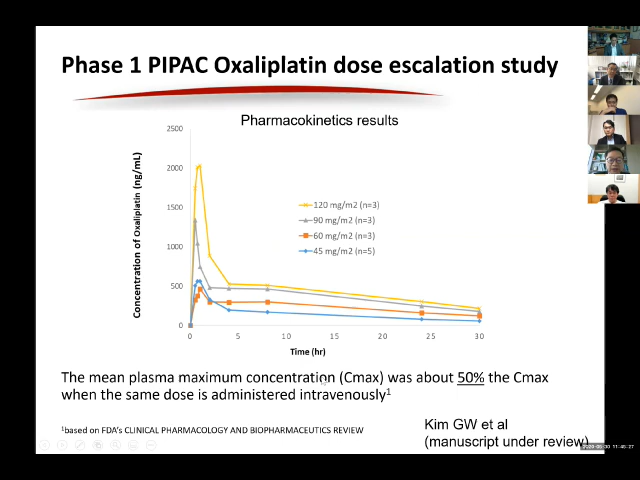 Phase 1 PIPAC Oxaliplatin dose escalation study
Pharmacokinetics results
Concentration of Oxaliplatin (ng/mL)
2500
2000
1500
1000
500
0
120 mg/m2 (n=3)
90 mg/m2 (n=3)
60 mg/m2 (n=3)
45 mg/m2 (n=5)
0 5 10 15 20 25 30
Time (hr)
The mean plasma maximum concentration (Cmax) was about 50% the Cmax
when the same dose is administered intravenously1
1based on FDA's CLINICAL PHARMACOLOGY AND BIOPHARMACEUTICS REVIEW
Kim GW et al
(manuscript under review)